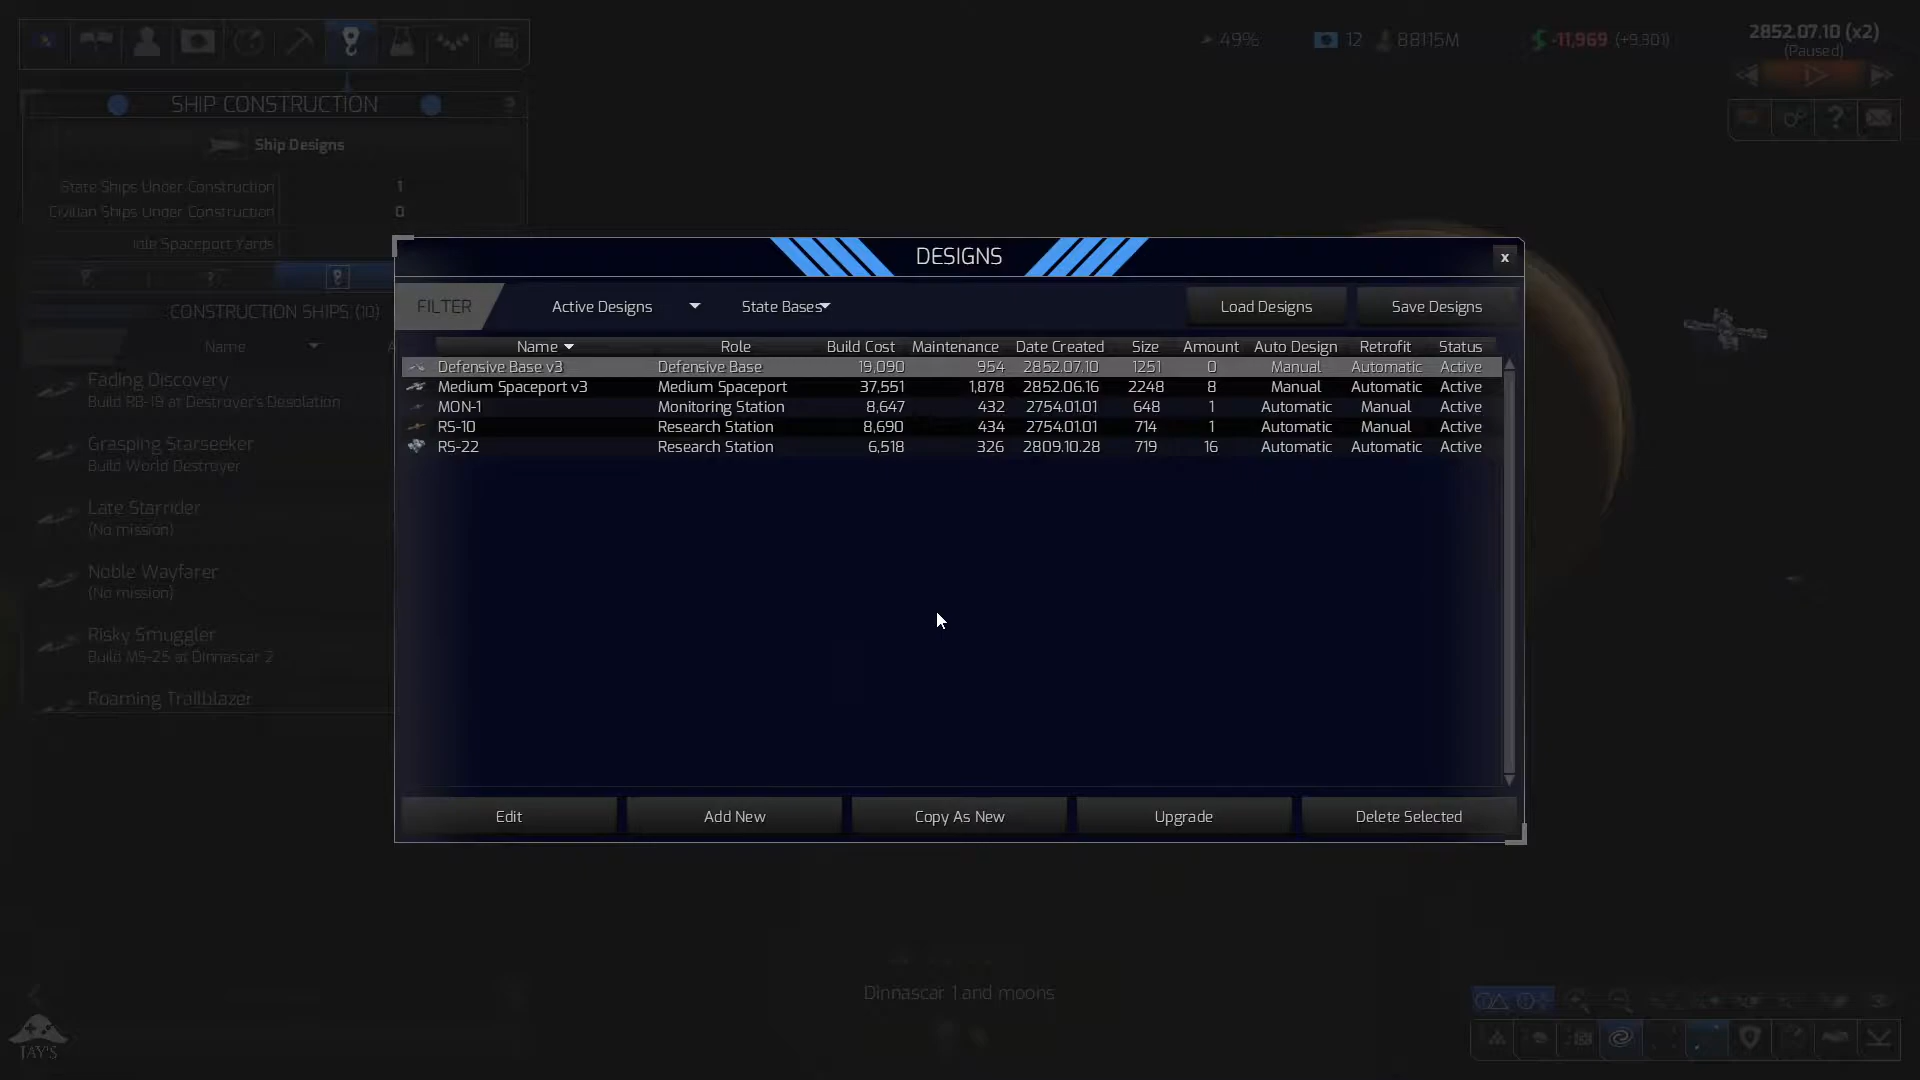 49% 12 88115M -11,969 (+9,301) 2852.07.10 (x2)
(Paused)
SHIP CONSTRUCTION
Ship Designs
State Ships Under Construction 1
Civilian Ships Under Construction 0
Idle Spaceport Yards
CONSTRUCTION SHIPS (10)
Name
Fading Discovery
Build RB-19 at Destroyer's Desolation
Grasping Starseeker
Build World Destroyer
Late Starrider
(No mission)
Noble Wayfarer
(No mission)
Risky Smuggler
Build MS-25 at Dinnascar 2
Roaming Trailblazer
DESIGNS
x
FILTER Active Designs State Bases Load Designs Save Designs
Name Role Build Cost Maintenance Date Created Size Amount Auto Design Retrofit Status
Defensive Base v3 Defensive Base 19,090 954 2852.07.10 1251 0 Manual Automatic Active
Medium Spaceport v3 Medium Spaceport 37,551 1,878 2852.06.16 2248 8 Manual Automatic Active
MON-1 Monitoring Station 8,647 432 2754.01.01 648 1 Automatic Manual Active
RS-10 Research Station 8,690 434 2754.01.01 714 1 Automatic Manual Active
RS-22 Research Station 6,518 326 2809.10.28 719 16 Automatic Automatic Active
Edit Add New Copy As New Upgrade Delete Selected
Dinnascar 1 and moons
JAY'S